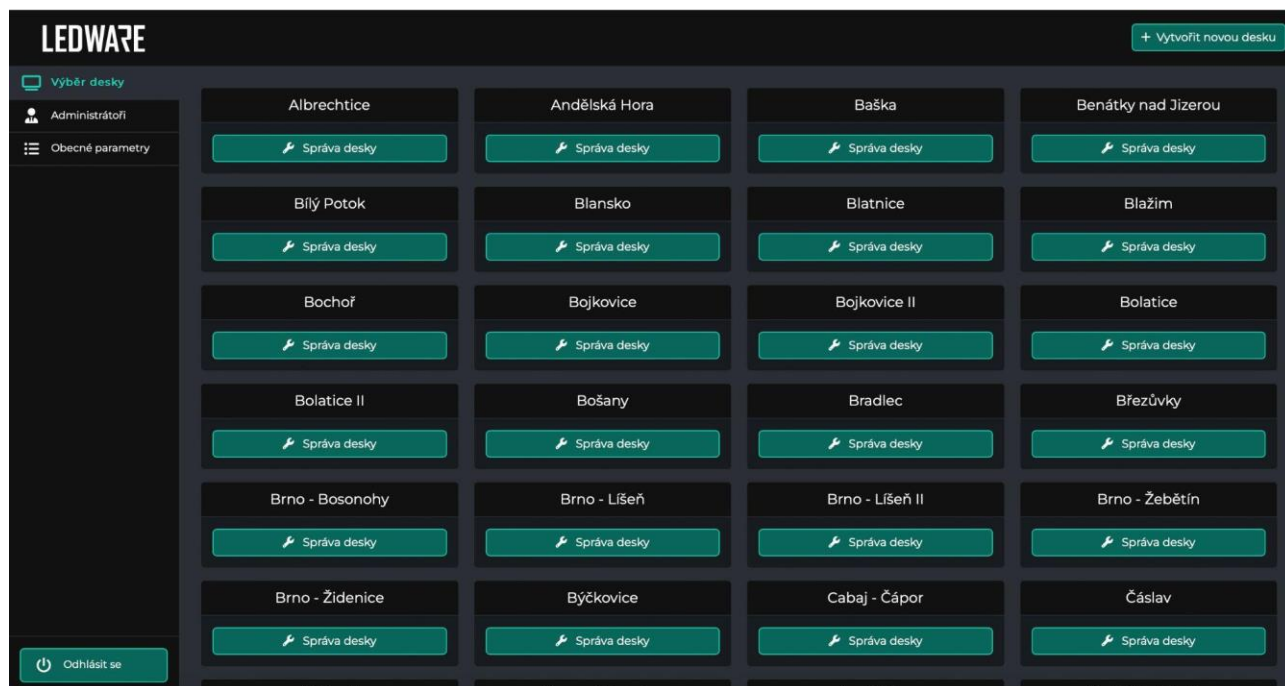 LEDWARE
+ Vytvořit novou desku
Výběr desky
Administrátoři
Obecné parametry
Albrechtice
Andělská Hora
Baška
Benátky nad Jizerou
Správa desky
Správa desky
Správa desky
Správa desky
Bílý Potok
Blansko
Blatnice
Blažim
Správa desky
Správa desky
Správa desky
Správa desky
Bochoř
Bojkovice
Bojkovice II
Bolatice
Správa desky
Správa desky
Správa desky
Správa desky
Bolatice II
Bošany
Bradlec
Březůvky
Správa desky
Správa desky
Správa desky
Správa desky
Brno - Bosonohy
Brno - Líšeň
Brno - Líšeň II
Brno - Žebětín
Správa desky
Správa desky
Správa desky
Správa desky
Brno - Židenice
Býčkovice
Cabaj - Čápor
Čáslav
Správa desky
Správa desky
Správa desky
Správa desky
Odhlásit se